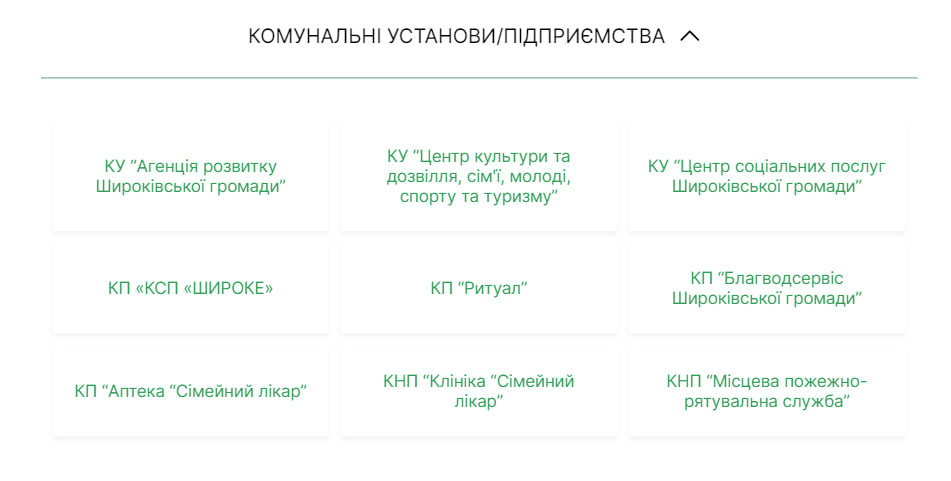 КОМУНАЛЬНІ УСТАНОВИ/ПІДПРИЄМСТВА
КУ “Агенція розвитку
Широківської громади”
КУ “Центр культури та
дозвілля, сім'ї, молоді,
спорту та туризму”
КУ “Центр соціальних послуг
Широківської громади”
КП «КСП «ШИРОКЕ»
КП “Ритуал”
КП “Благводсервіс
Широківської громади”
КП “Аптека “Сімейний лікар”
КНП “Клініка “Сімейний
лікар”
КНП “Місцева пожежно-
рятувальна служба”